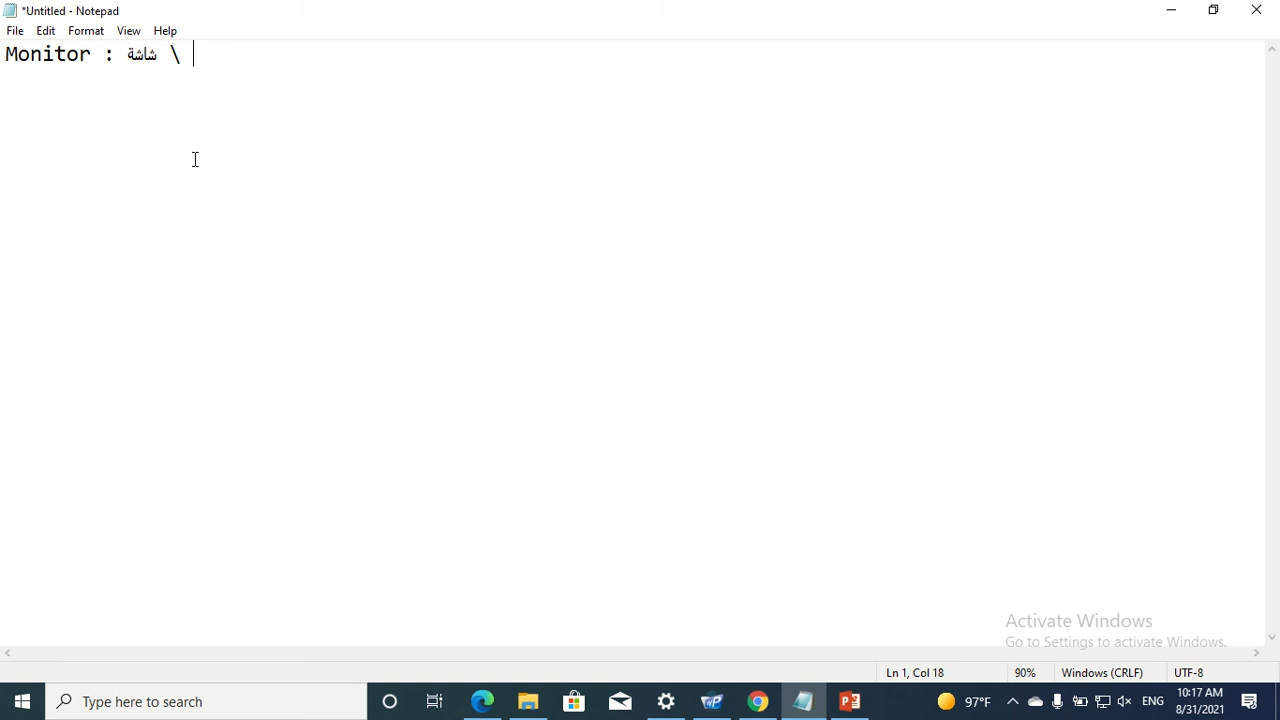 *Untitled - Notepad
File Edit Format View Help
Monitor : شاشة \
Activate Windows
Go to Settings to activate Windows.
Ln 1, Col 18 90% Windows (CRLF) UTF-8
Type here to search 97°F ENG 10:17 AM
8/31/2021